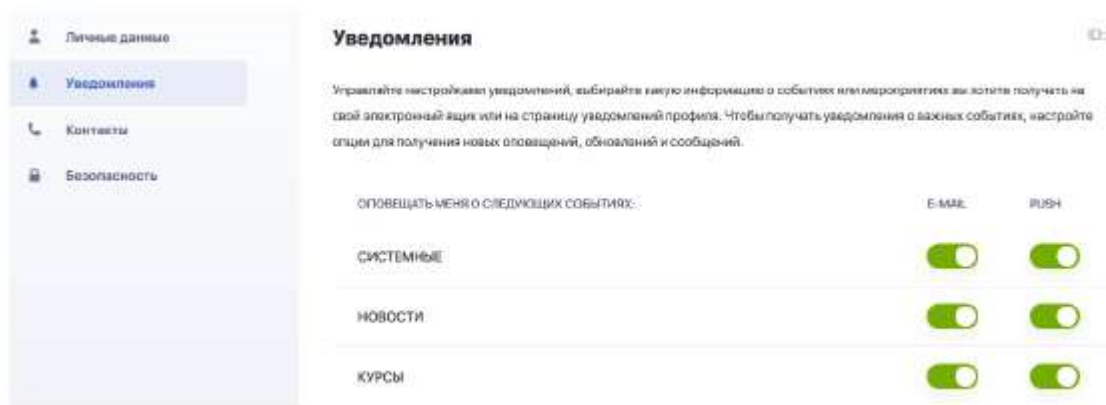 Личные данные
Уведомления
Контакты
Безопасность
Уведомления
ID:
Управляйте настройками уведомлений, выбирайте какую информацию о событиях или мероприятиях вы хотите получать на
свой электронный ящик или на страницу уведомлений профиля. Чтобы получать уведомления о важных событиях, настройте
опции для получения новых оповещений, обновлений и сообщений.
ОПОВЕЩАТЬ МЕНЯ О СЛЕДУЮЩИХ СОБЫТИЯХ: E-MAIL PUSH
СИСТЕМНЫЕ
НОВОСТИ
КУРСЫ